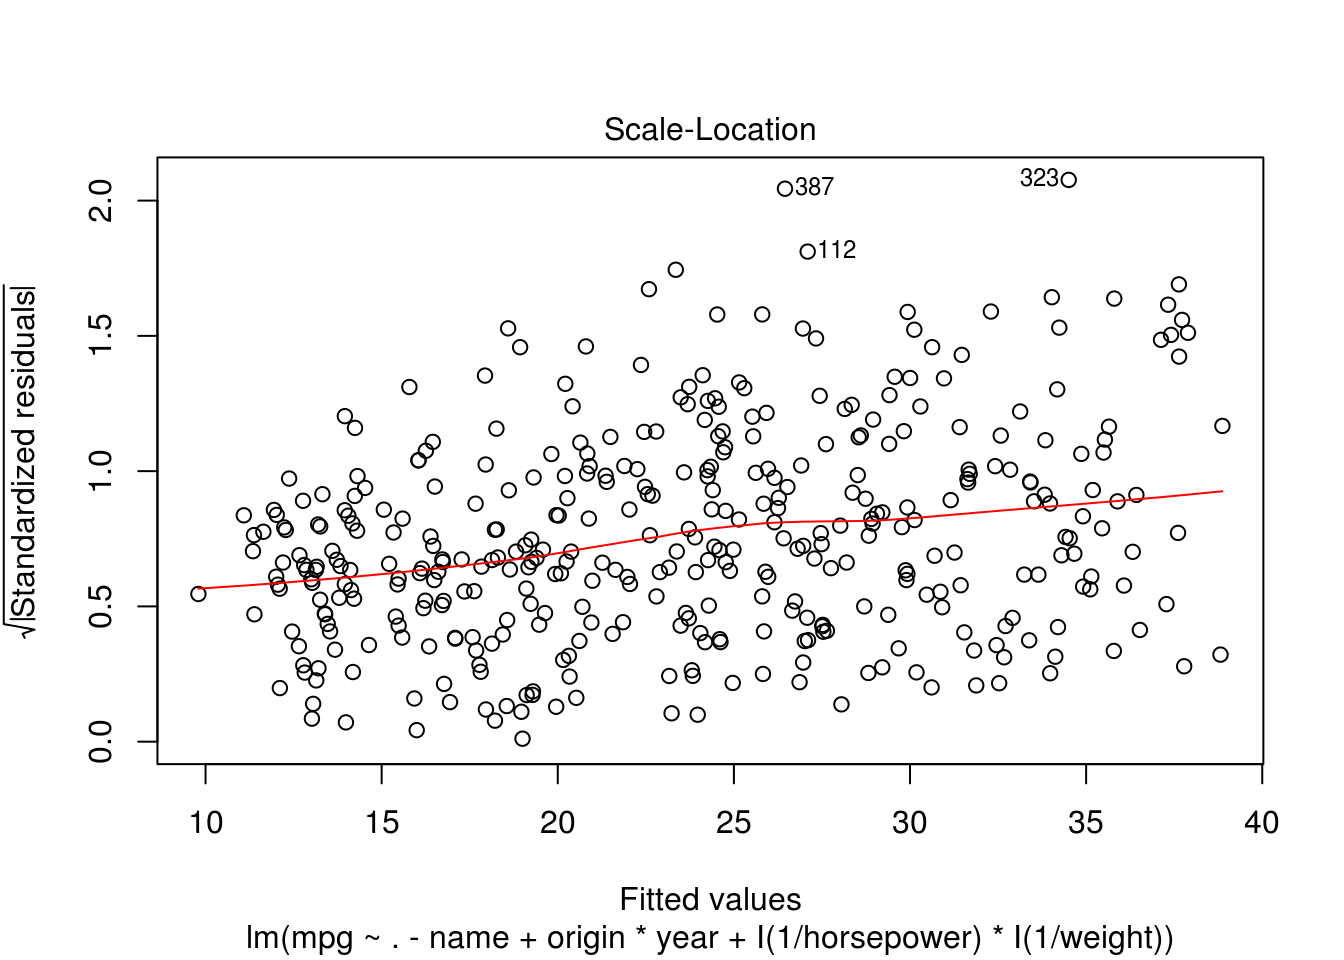 Scale-Location
√|Standardized residuals|
2.0
1.5
1.0
0.5
0.0
387
323
112
10 15 20 25 30 35 40
Fitted values
lm(mpg ~ . - name + origin * year + I(1/horsepower) * I(1/weight))